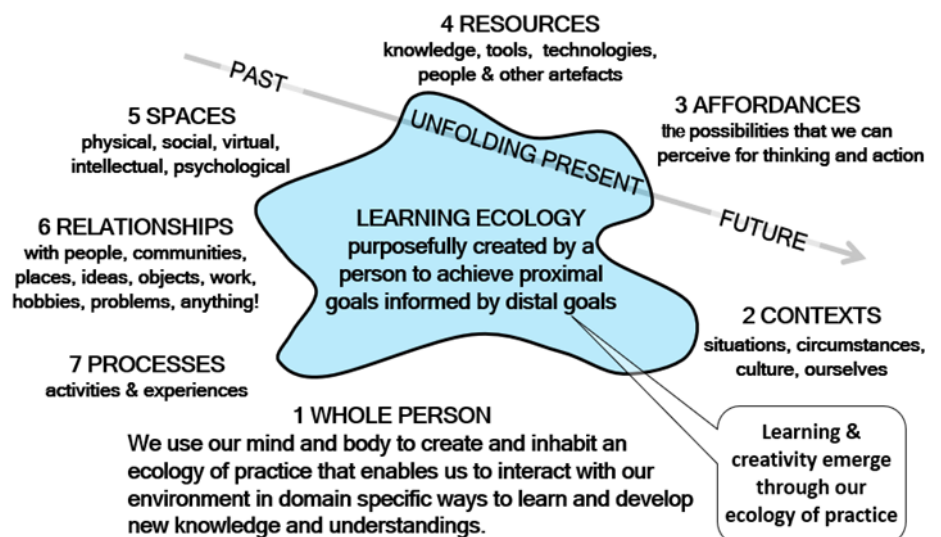 4 RESOURCES
knowledge, tools, technologies,
people & other artefacts
PAST
UNFOLDING PRESENT
FUTURE
5 SPACES
physical, social, virtual,
intellectual, psychological
3 AFFORDANCES
the possibilities that we can
perceive for thinking and action
6 RELATIONSHIPS
with people, communities,
places, ideas, objects, work,
hobbies, problems, anything!
LEARNING ECOLOGY
purposefully created by a
person to achieve proximal
goals informed by distal goals
2 CONTEXTS
situations, circumstances,
culture, ourselves
7 PROCESSES
activities & experiences
1 WHOLE PERSON
We use our mind and body to create and inhabit an
ecology of practice that enables us to interact with our
environment in domain specific ways to learn and develop
new knowledge and understandings.
Learning &
creativity emerge
through our
ecology of practice